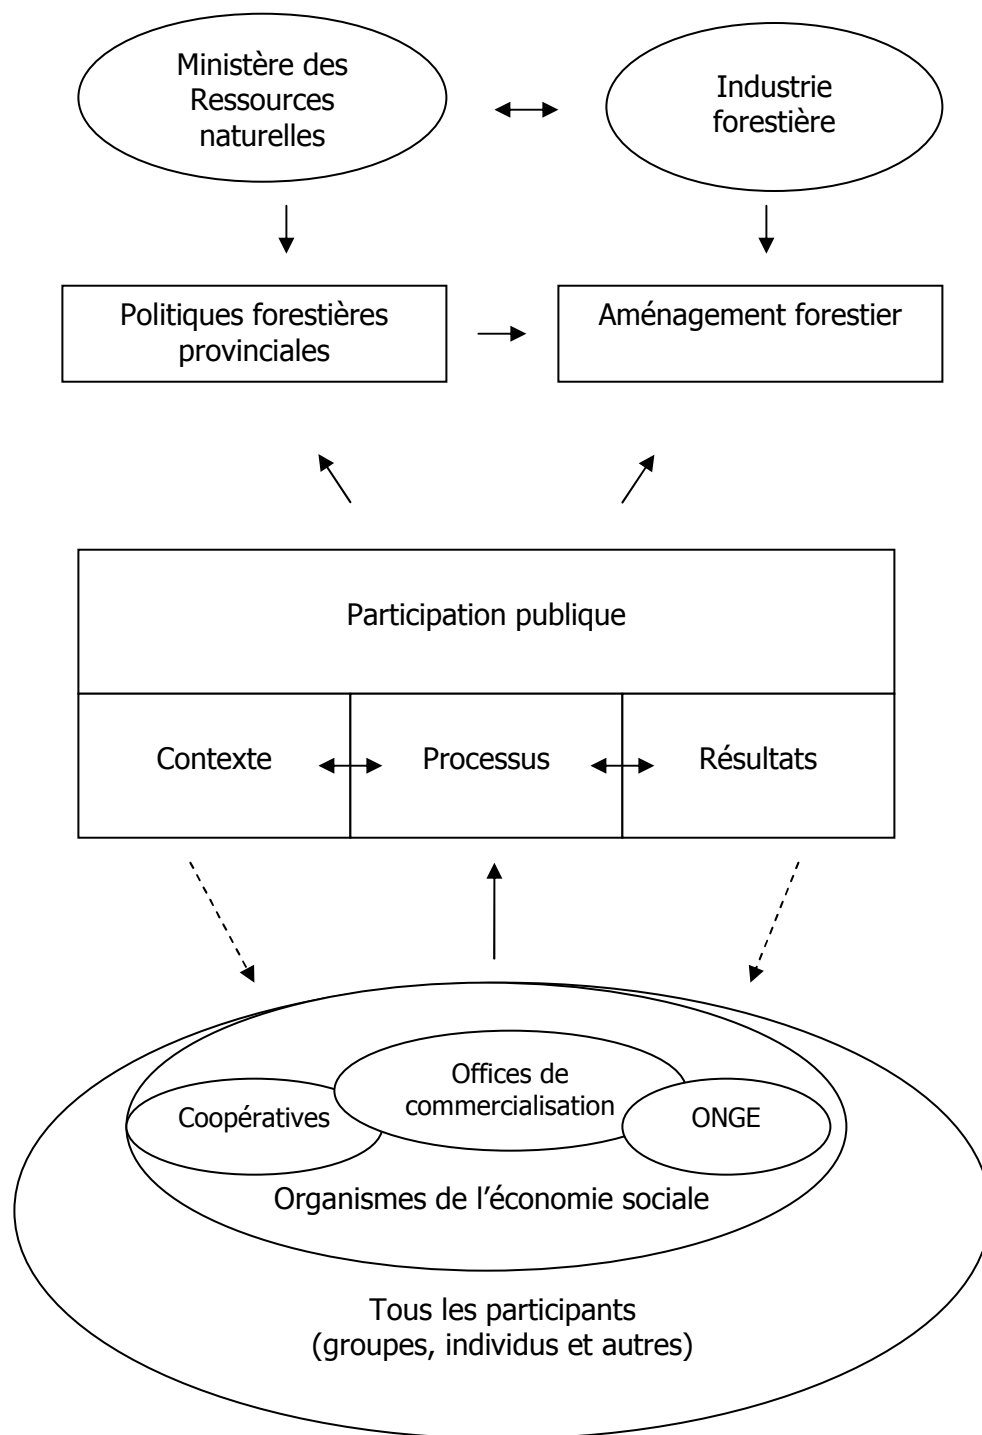 Ministère des
Ressources
naturelles
Industrie
forestière
Politiques forestières
provinciales
Aménagement forestier
Participation publique
Contexte
Processus
Résultats
Offices de
commercialisation
Coopératives
ONGE
Organismes de l’économie sociale
Tous les participants
(groupes, individus et autres)